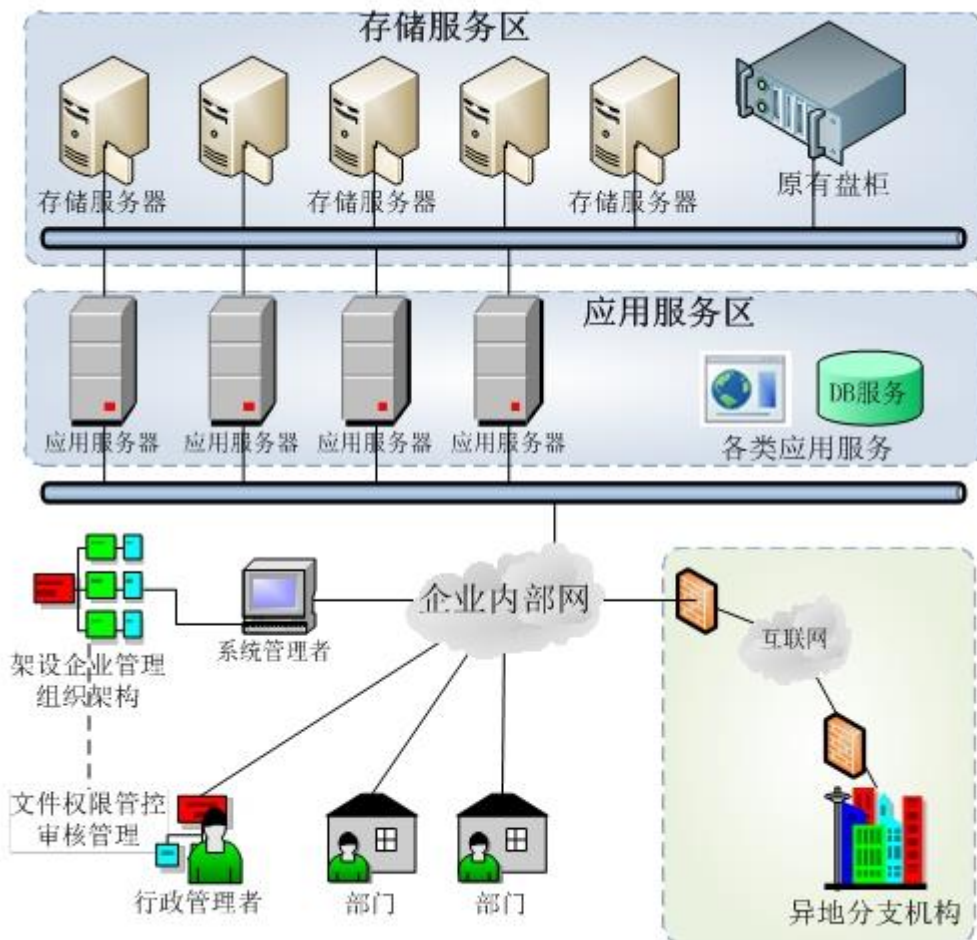 存储服务区
原有盘柜
存储服务器
存储服务器
存储服务器
应用服务区
DB服务
应用服务器
应用服务器
应用服务器
应用服务器
各类应用服务
企业内部网
互联网
系统管理者
架设企业管理
组织架构
文件权限管控
审核管理
行政管理者
部门
部门
异地分支机构